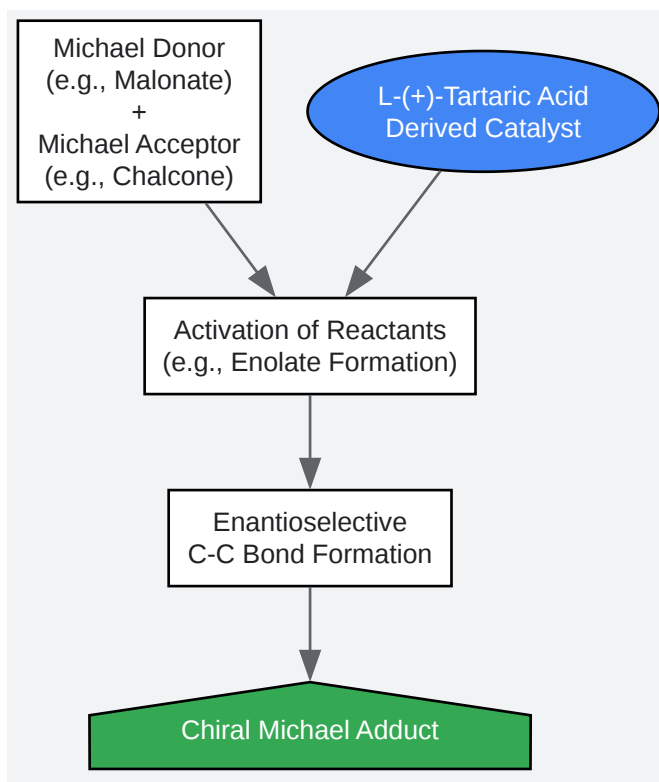 Michael Donor
(e.g., Malonate)
+
Michael Acceptor
(e.g., Chalcone)
L-(+)-Tartaric Acid
Derived Catalyst
Activation of Reactants
(e.g., Enolate Formation)
Enantioselective
C-C Bond Formation
Chiral Michael Adduct